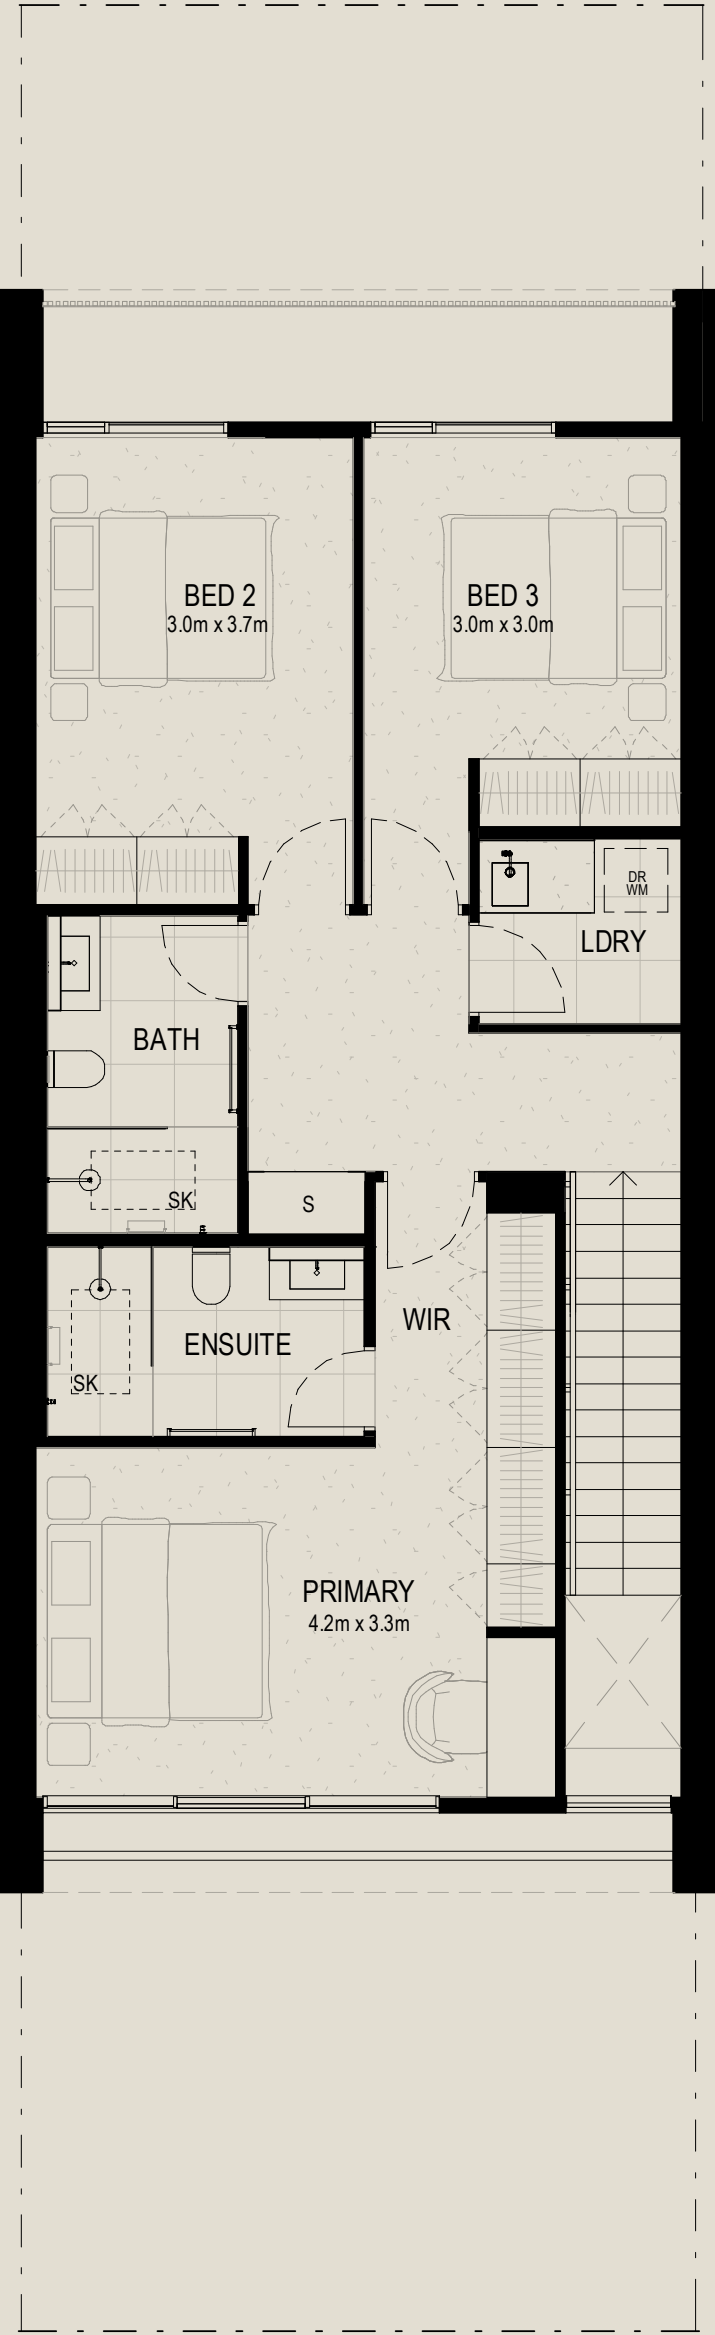 BED 2
3.0m x 3.7m
BED 3
3.0m x 3.0m
DR
WM
LDRY
BATH
SK
S
WIR
ENSUITE
SK
PRIMARY
4.2m x 3.3m